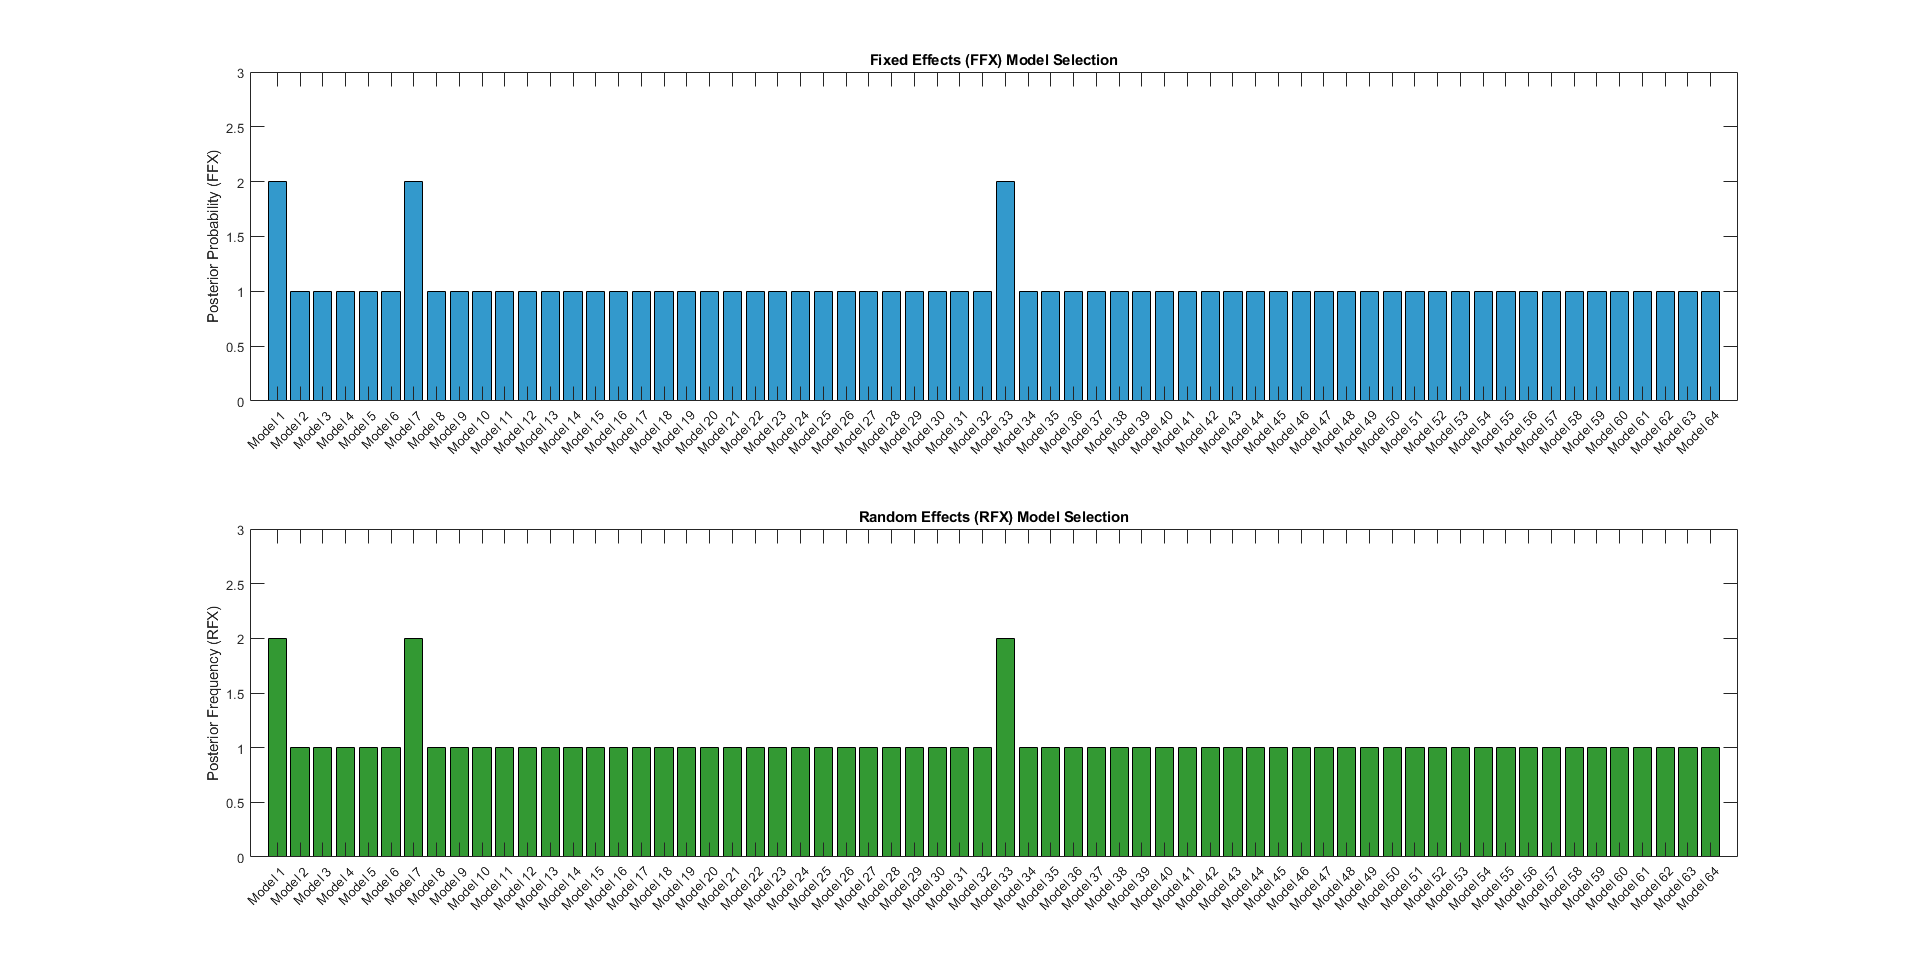 Fixed Effects (FFX) Model Selection
3
2.5
2
1.5
1
0.5
0
Posterior Probability (FFX)
Model 1 Model 2 Model 3 Model 4 Model 5 Model 6 Model 7 Model 8 Model 9 Model 10 Model 11 Model 12 Model 13 Model 14 Model 15 Model 16 Model 17 Model 18 Model 19 Model 20 Model 21 Model 22 Model 23 Model 24 Model 25 Model 26 Model 27 Model 28 Model 29 Model 30 Model 31 Model 32 Model 33 Model 34 Model 35 Model 36 Model 37 Model 38 Model 39 Model 40 Model 41 Model 42 Model 43 Model 44 Model 45 Model 46 Model 47 Model 48 Model 49 Model 50 Model 51 Model 52 Model 53 Model 54 Model 55 Model 56 Model 57 Model 58 Model 59 Model 60 Model 61 Model 62 Model 63 Model 64
Random Effects (RFX) Model Selection
3
2.5
2
1.5
1
0.5
0
Posterior Frequency (RFX)
Model 1 Model 2 Model 3 Model 4 Model 5 Model 6 Model 7 Model 8 Model 9 Model 10 Model 11 Model 12 Model 13 Model 14 Model 15 Model 16 Model 17 Model 18 Model 19 Model 20 Model 21 Model 22 Model 23 Model 24 Model 25 Model 26 Model 27 Model 28 Model 29 Model 30 Model 31 Model 32 Model 33 Model 34 Model 35 Model 36 Model 37 Model 38 Model 39 Model 40 Model 41 Model 42 Model 43 Model 44 Model 45 Model 46 Model 47 Model 48 Model 49 Model 50 Model 51 Model 52 Model 53 Model 54 Model 55 Model 56 Model 57 Model 58 Model 59 Model 60 Model 61 Model 62 Model 63 Model 64